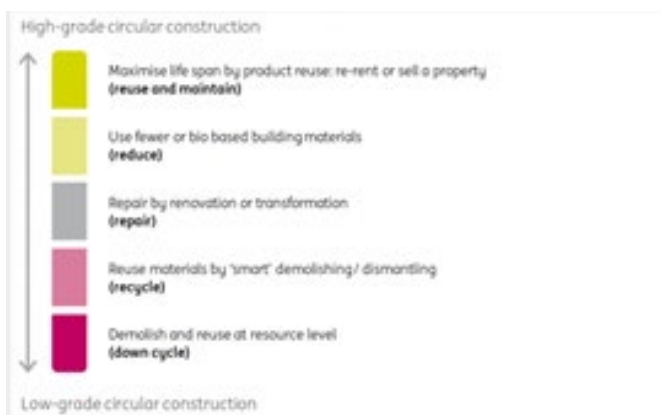 High-grade circular construction
Maximise life span by product reuse: re-rent or sell a property
(reuse and maintain)
Use fewer or bio based building materials
(reduce)
Repair by renovation or transformation
(repair)
Reuse materials by 'smart' demolishing / dismantling
(recycle)
Demolish and reuse at resource level
(down cycle)
Low-grade circular construction